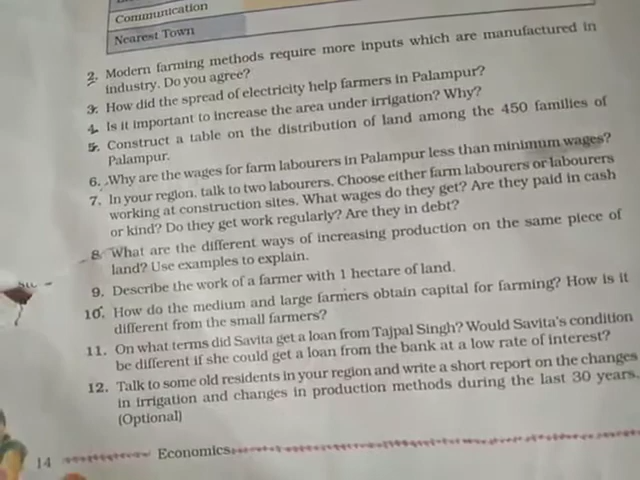 Communication
Nearest Town
2. Modern farming methods require more inputs which are manufactured in
industry. Do you agree?
3. How did the spread of electricity help farmers in Palampur?
4. Is it important to increase the area under irrigation? Why?
5. Construct a table on the distribution of land among the 450 families of
Palampur.
6. Why are the wages for farm labourers in Palampur less than minimum wages?
7. In your region, talk to two labourers. Choose either farm labourers or labourers
working at construction sites. What wages do they get? Are they paid in cash
or kind? Do they get work regularly? Are they in debt?
8. What are the different ways of increasing production on the same piece of
land? Use examples to explain.
9. Describe the work of a farmer with 1 hectare of land.
10. How do the medium and large farmers obtain capital for farming? How is it
different from the small farmers?
11. On what terms did Savita get a loan from Tajpal Singh? Would Savita's condition
be different if she could get a loan from the bank at a low rate of interest?
12. Talk to some old residents in your region and write a short report on the changes
in irrigation and changes in production methods during the last 30 years.
(Optional)
14 Economics